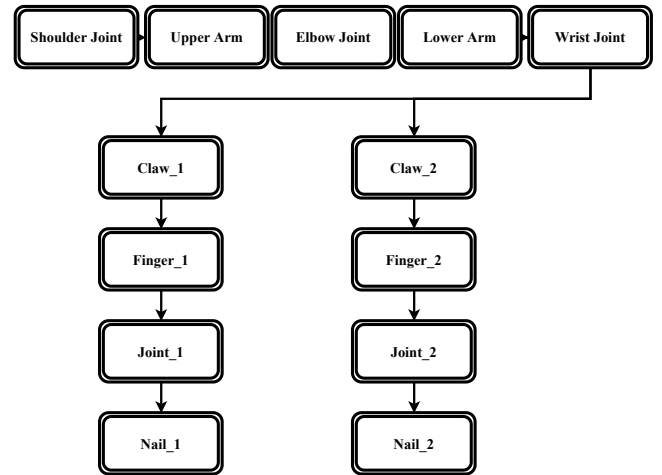 Shoulder Joint
Upper Arm
Elbow Joint
Lower Arm
Wrist Joint
Claw_1
Claw_2
Finger_1
Finger_2
Joint_1
Joint_2
Nail_1
Nail_2